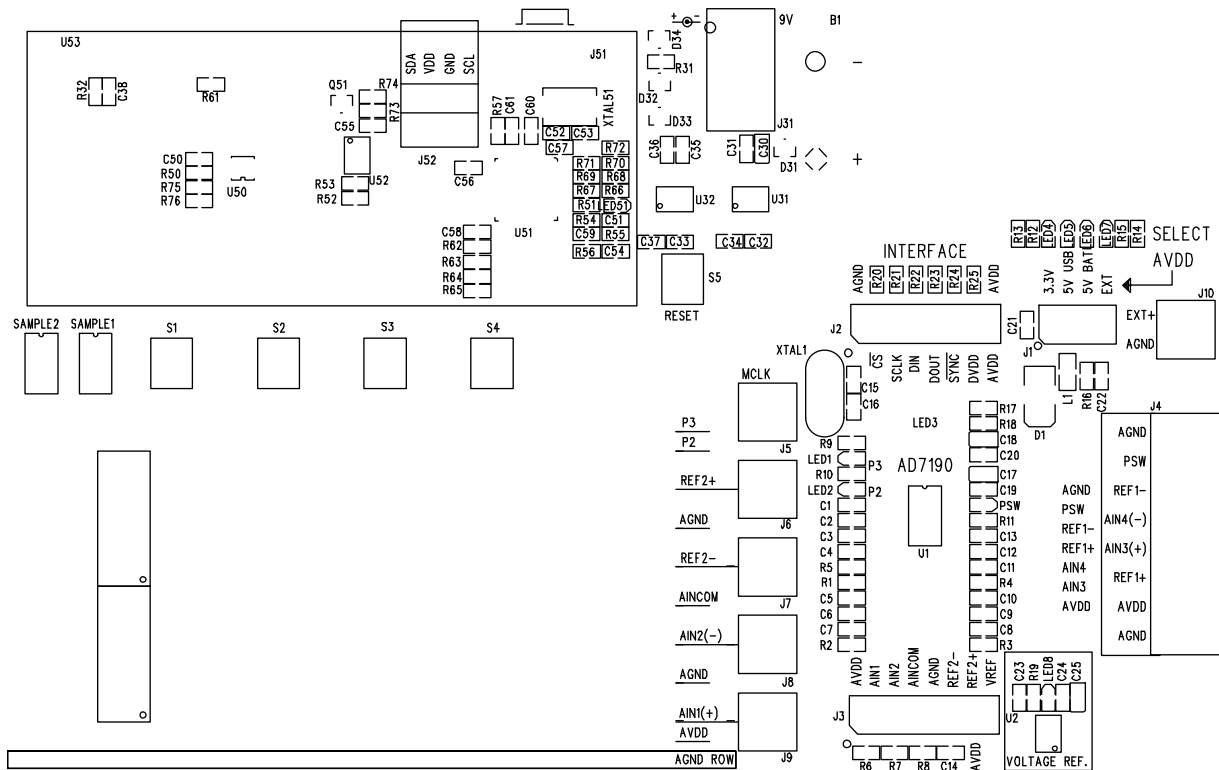 U53
J51
9V
B1
+ -
D34
R31
D32
D33
J31
-
+
D31
SDA
VDD
GND
SCL
J52
Q51
R74
R73
C55
R32
C38
R61
R57
C61
C60
XTAL51
C52
C53
C57
R72
R71
R70
R69
R68
R67
R66
R51
LED51
R54
C51
C59
R55
R56
C54
C50
R50
R75
R76
U50
U52
R53
R52
C56
U51
C58
R62
R63
R64
R65
C36
C35
C31
C30
U32
U31
C37
C33
C34
C32
S5
RESET
SAMPLE2
SAMPLE1
S1
S2
S3
S4
INTERFACE
AGND
R20
R21
R22
R23
R24
R25
AVDD
J2
CS
SCLK
DIN
DOUT
SYNC
DVDD
AVDD
R13
R12
LED4
LED5
LED6
LED7
R15
R14
3.3V
5V USB
5V BAT
EXT
SELECT
AVDD
J10
EXT+
AGND
C21
J1
L1
R16
C22
D1
XTAL1
C15
C16
MCLK
J5
P3
P2
REF2+
AGND
J6
REF2-
AINCOM
J7
AIN2(-)
AGND
J8
AIN1(+)
AVDD
J9
AGND ROW
LED3
AD7190
U1
R9
LED1
P3
R10
LED2
P2
C1
C2
C3
C4
R5
R1
C5
C6
C7
R2
R17
R18
C18
C20
C17
C19
PSW
R11
C13
C12
C11
R4
C10
C9
C8
R3
AVDD
AIN1
AIN2
AINCOM
AGND
REF2-
REF2+
VREF
J3
R6
R7
R8
C14
AVDD
J4
AGND
PSW
REF1-
AIN4(-)
AIN3(+)
REF1+
AVDD
AGND
AGND
PSW
REF1-
REF1+
AIN4
AIN3
AVDD
C23
R19
LED8
C24
C25
U2
VOLTAGE REF.